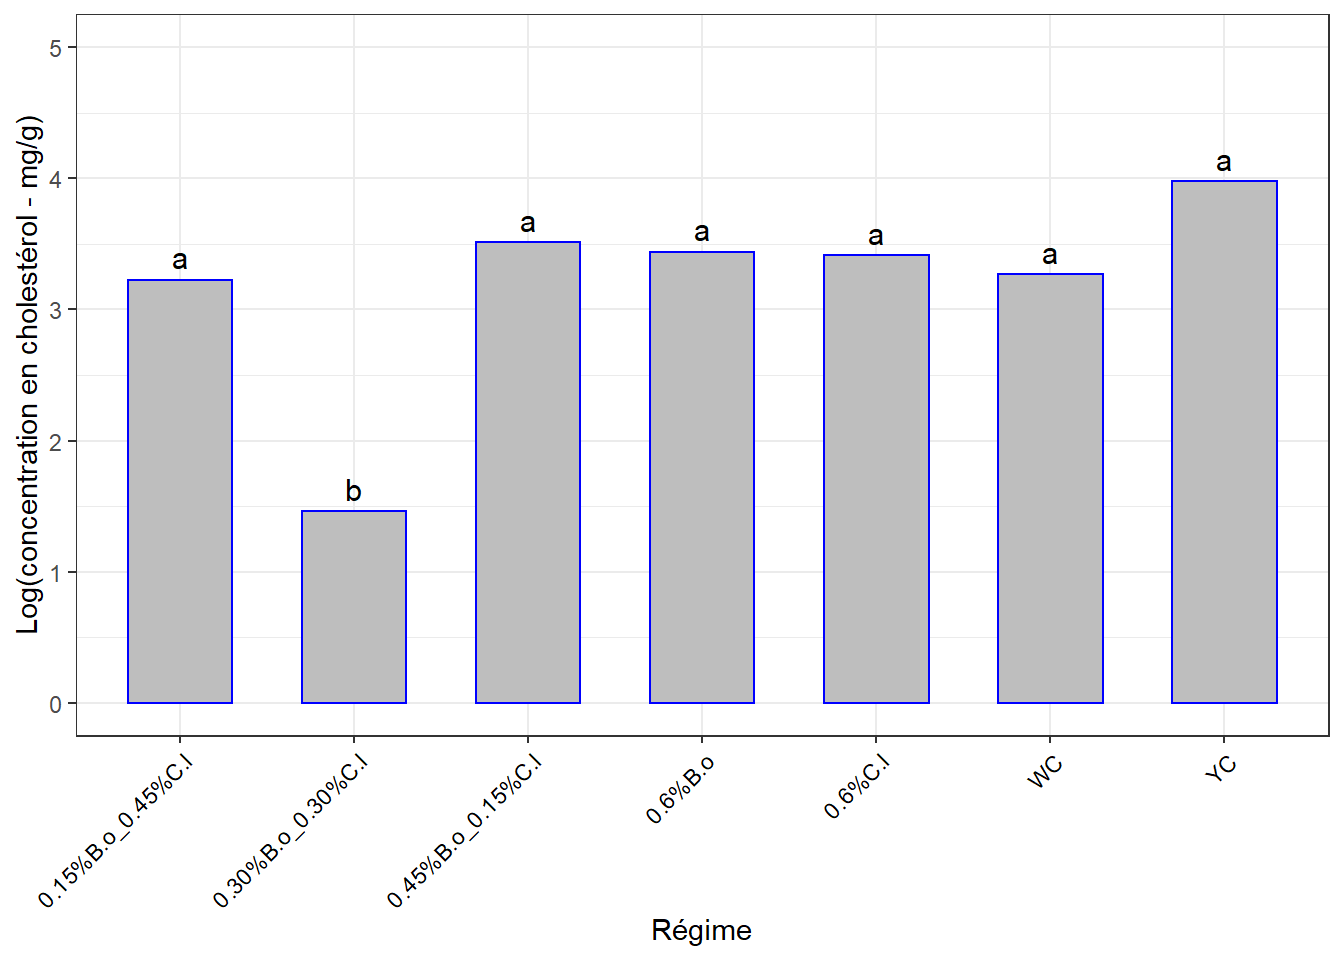 Log(concentration en cholestérol - mg/g)
5
4
3
2
1
0
a
b
a
a
a
a
a
0.15%B.o_0.45%C.l
0.30%B.o_0.30%C.l
0.45%B.o_0.15%C.l
0.6%B.o
0.6%C.l
WC
YC
Régime